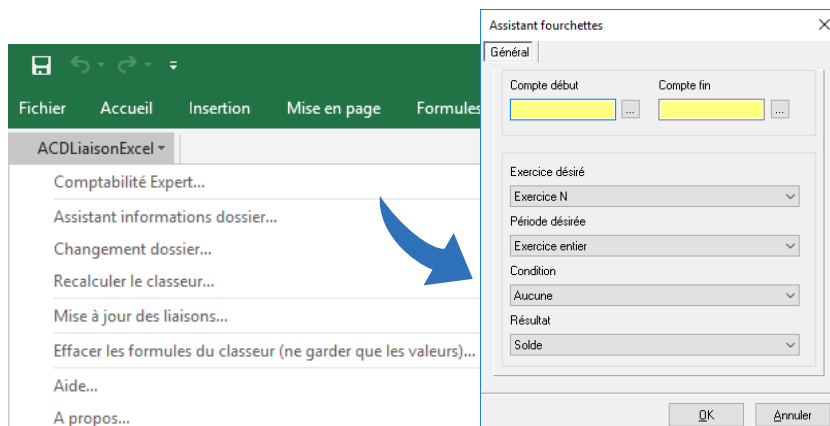 Fichier Accueil Insertion Mise en page Formules
ACDLiaisonExcel
Comptabilité Expert...
Assistant informations dossier...
Changement dossier...
Recalculer le classeur...
Mise à jour des liaisons...
Effacer les formules du classeur (ne garder que les valeurs)...
Aide...
A propos...
Assistant fourchettes
Général
Compte début Compte fin
... ...
Exercice désiré
Exercice N
Période désirée
Exercice entier
Condition
Aucune
Résultat
Solde
OK Annuler